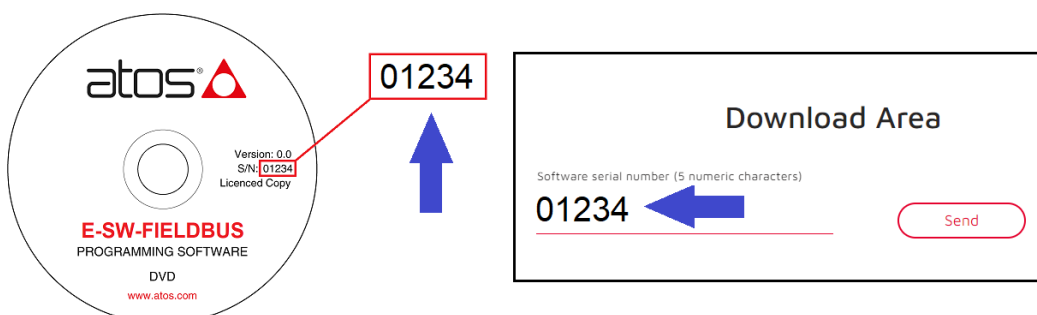 atos®
01234
Version: 0.0
S/N: 01234
Licenced Copy
E-SW-FIELDBUS
PROGRAMMING SOFTWARE
DVD
www.atos.com
Download Area
Software serial number (5 numeric characters)
01234
Send